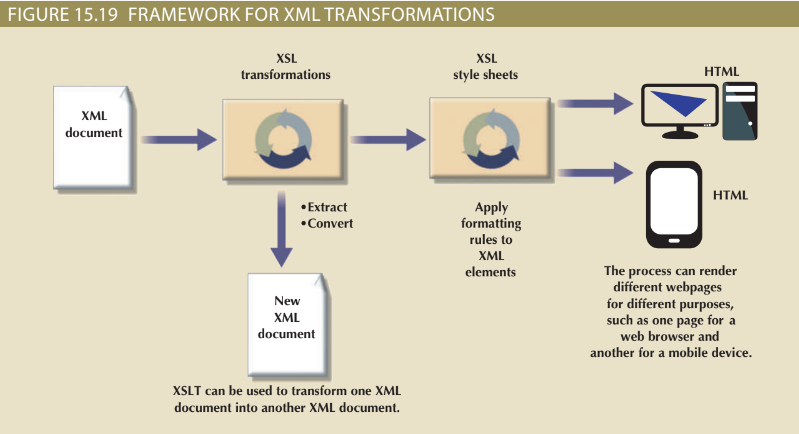 FIGURE 15.19 FRAMEWORK FOR XML TRANSFORMATIONS
XML
document
XSL
transformations
XSL
style sheets
HTML
HTML
•Extract
•Convert
Apply
formatting
rules to
XML
elements
New
XML
document
The process can render
different webpages
for different purposes,
such as one page for a
web browser and
another for a mobile device.
XSLT can be used to transform one XML
document into another XML document.